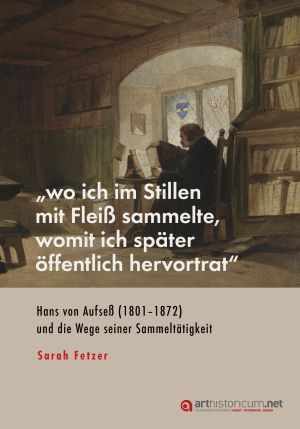 „wo ich im Stillen
mit Fleiß sammelte,
womit ich später
öffentlich hervortrat“
Hans von Aufseß (1801–1872)
und die Wege seiner Sammeltätigkeit
Sarah Fetzer
arthistoricum.net